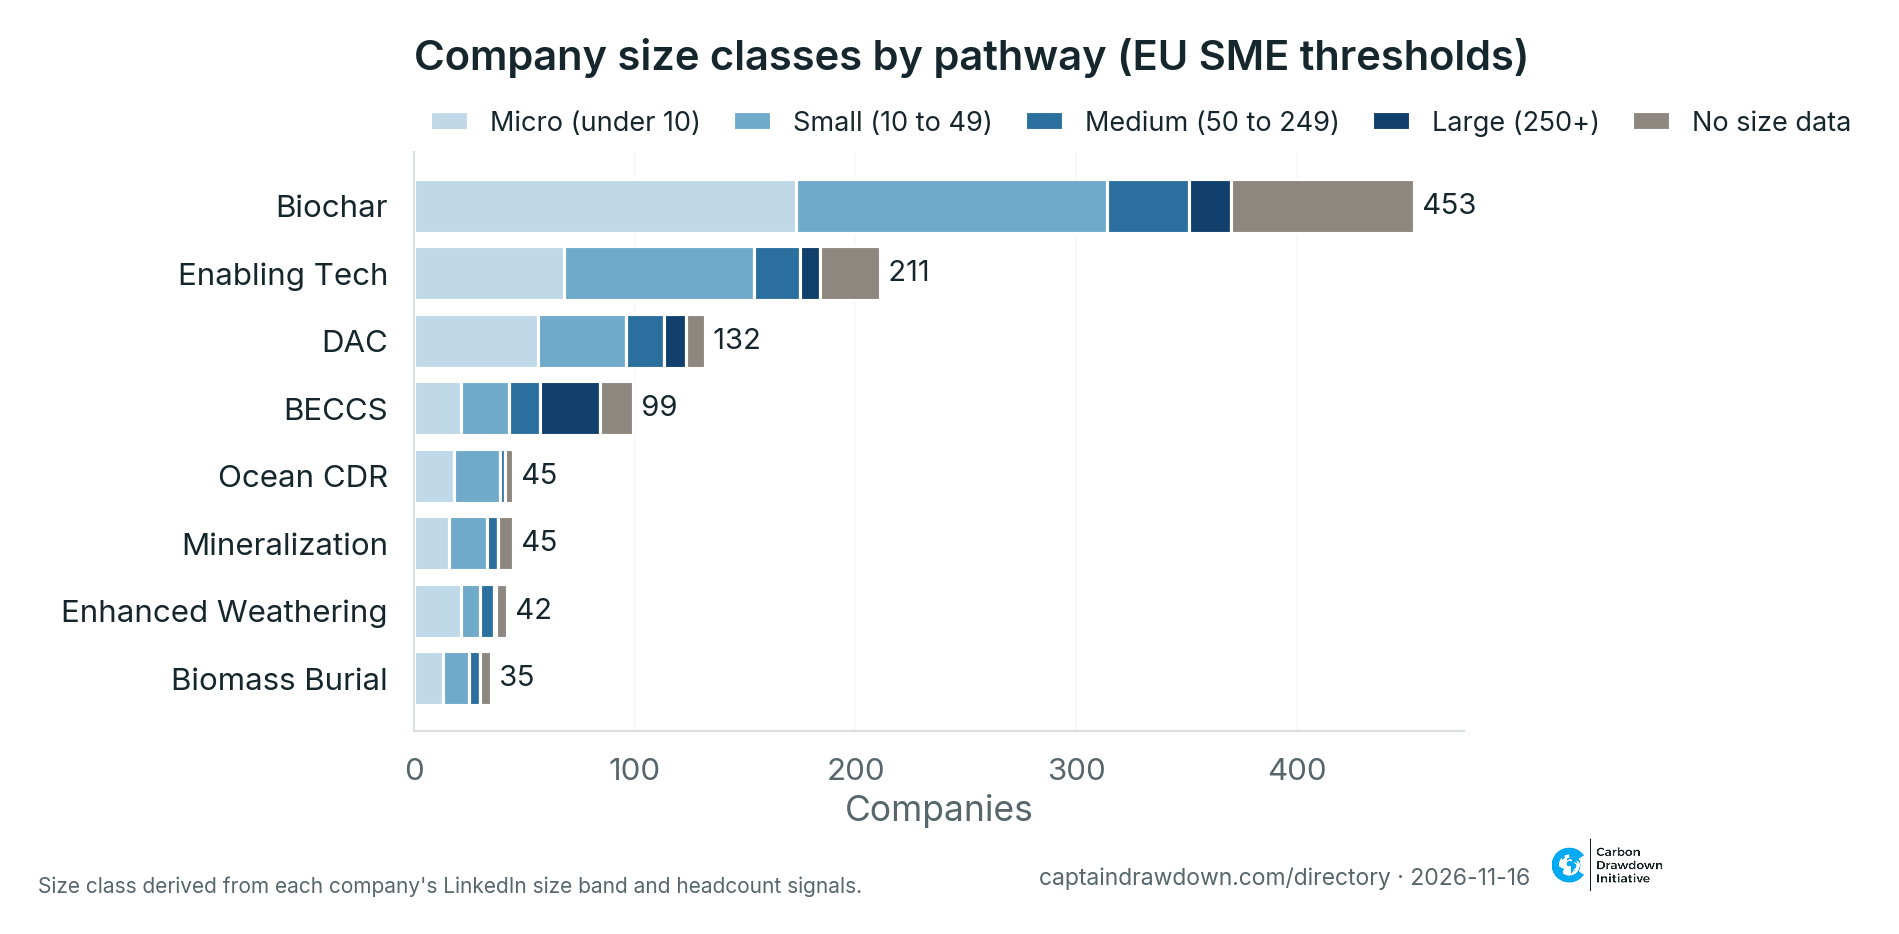 Company size classes by pathway (EU SME thresholds)
Micro (under 10) Small (10 to 49) Medium (50 to 249) Large (250+) No size data
Biochar 453
Enabling Tech 211
DAC 132
BECCS 99
Ocean CDR 45
Mineralization 45
Enhanced Weathering 42
Biomass Burial 35
0 100 200 300 400
Companies
Size class derived from each company's LinkedIn size band and headcount signals.
captaindrawdown.com/directory · 2026-11-16
Carbon
Drawdown
Initiative